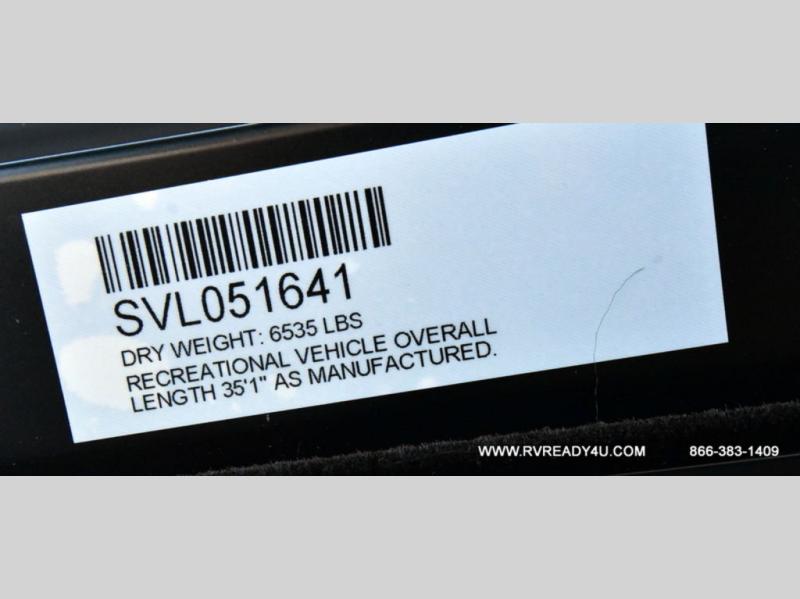 SVL051641
DRY WEIGHT: 6535 LBS
RECREATIONAL VEHICLE OVERALL
LENGTH 35'1" AS MANUFACTURED.
WWW.RVREADY4U.COM 866-383-1409